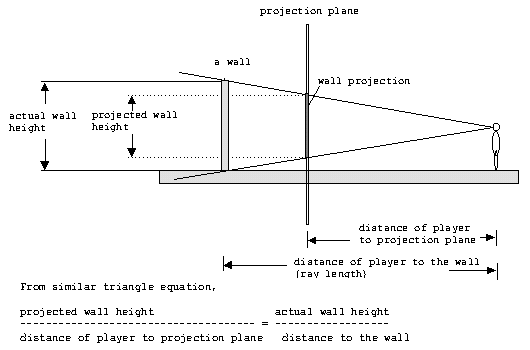 projection plane
a wall
wall projection
actual wall
height
projected wall
height
distance of player
to projection plane
distance of player to the wall
(ray length)
From similar triangle equation,
projected wall height actual wall height
------------------------------------ = -----------------
distance of player to projection plane distance to the wall